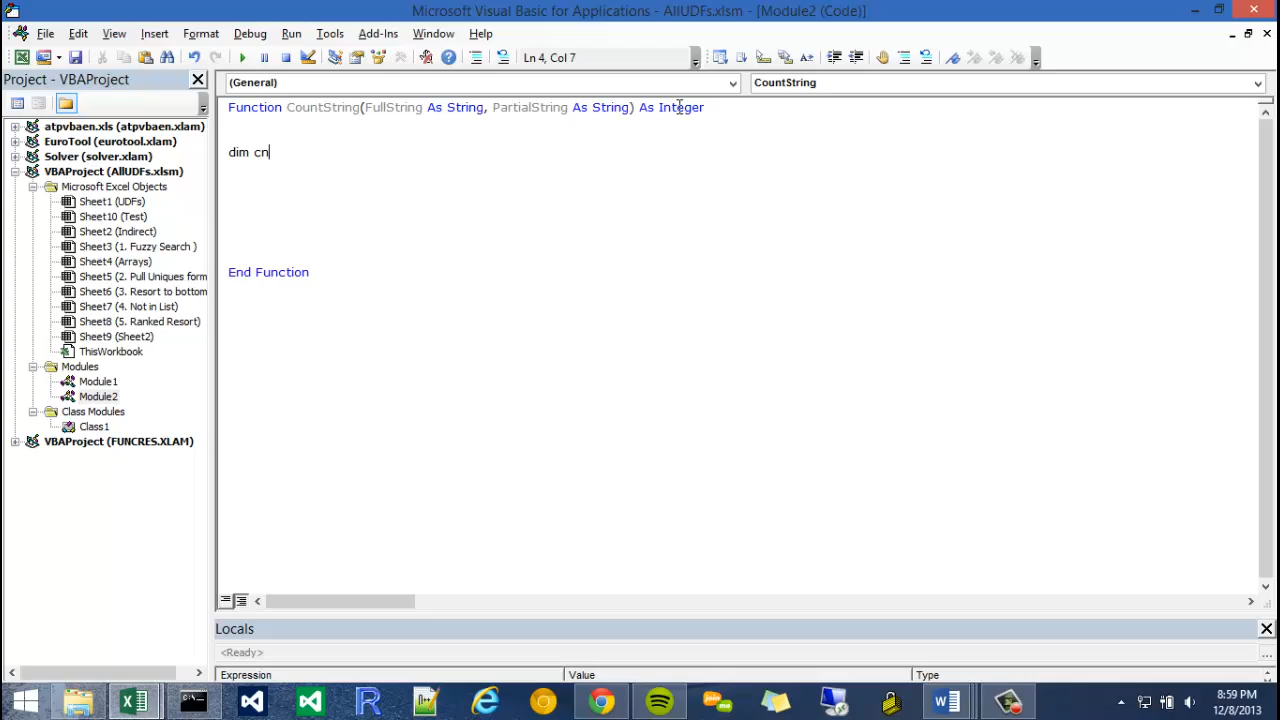 Microsoft Visual Basic for Applications - AllUDFs.xlsm - [Module2 (Code)]
File Edit View Insert Format Debug Run Tools Add-Ins Window Help
Ln 4, Col 7
Project - VBAProject
(General)
CountString
atpvbaen.xls (atpvbaen.xlam)
EuroTool (eurotool.xlam)
Solver (solver.xlam)
VBAProject (AllUDFs.xlsm)
Microsoft Excel Objects
Sheet1 (UDFs)
Sheet10 (Test)
Sheet2 (Indirect)
Sheet3 (1. Fuzzy Search )
Sheet4 (Arrays)
Sheet5 (2. Pull Uniques form
Sheet6 (3. Resort to bottom
Sheet7 (4. Not in List)
Sheet8 (5. Ranked Resort)
Sheet9 (Sheet2)
ThisWorkbook
Modules
Module1
Module2
Class Modules
Class1
VBAProject (FUNCRES.XLAM)
Function CountString(FullString As String, PartialString As String) As Integer
dim cn
End Function
Locals
<Ready>
Expression Value Type
8:59 PM
12/8/2013